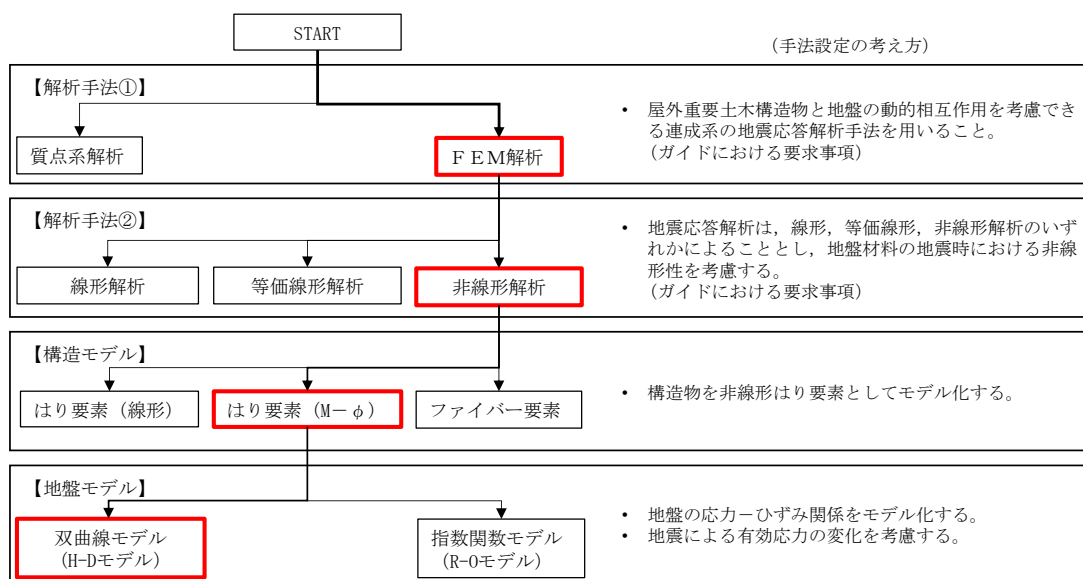 START
(手法設定の考え方)
【解析手法①】
質点系解析
ＦＥＭ解析
• 屋外重要土木構造物と地盤の動的相互作用を考慮でき
る連成系の地震応答解析手法を用いること。
(ガイドにおける要求事項)
【解析手法②】
線形解析
等価線形解析
非線形解析
• 地震応答解析は，線形，等価線形，非線形解析のいず
れかによることとし，地盤材料の地震時における非線
形性を考慮する。
(ガイドにおける要求事項)
【構造モデル】
はり要素（線形）
はり要素（M－φ）
ファイバー要素
• 構造物を非線形はり要素としてモデル化する。
【地盤モデル】
双曲線モデル
(H-Dモデル)
指数関数モデル
(R-Oモデル)
• 地盤の応力－ひずみ関係をモデル化する。
• 地震による有効応力の変化を考慮する。